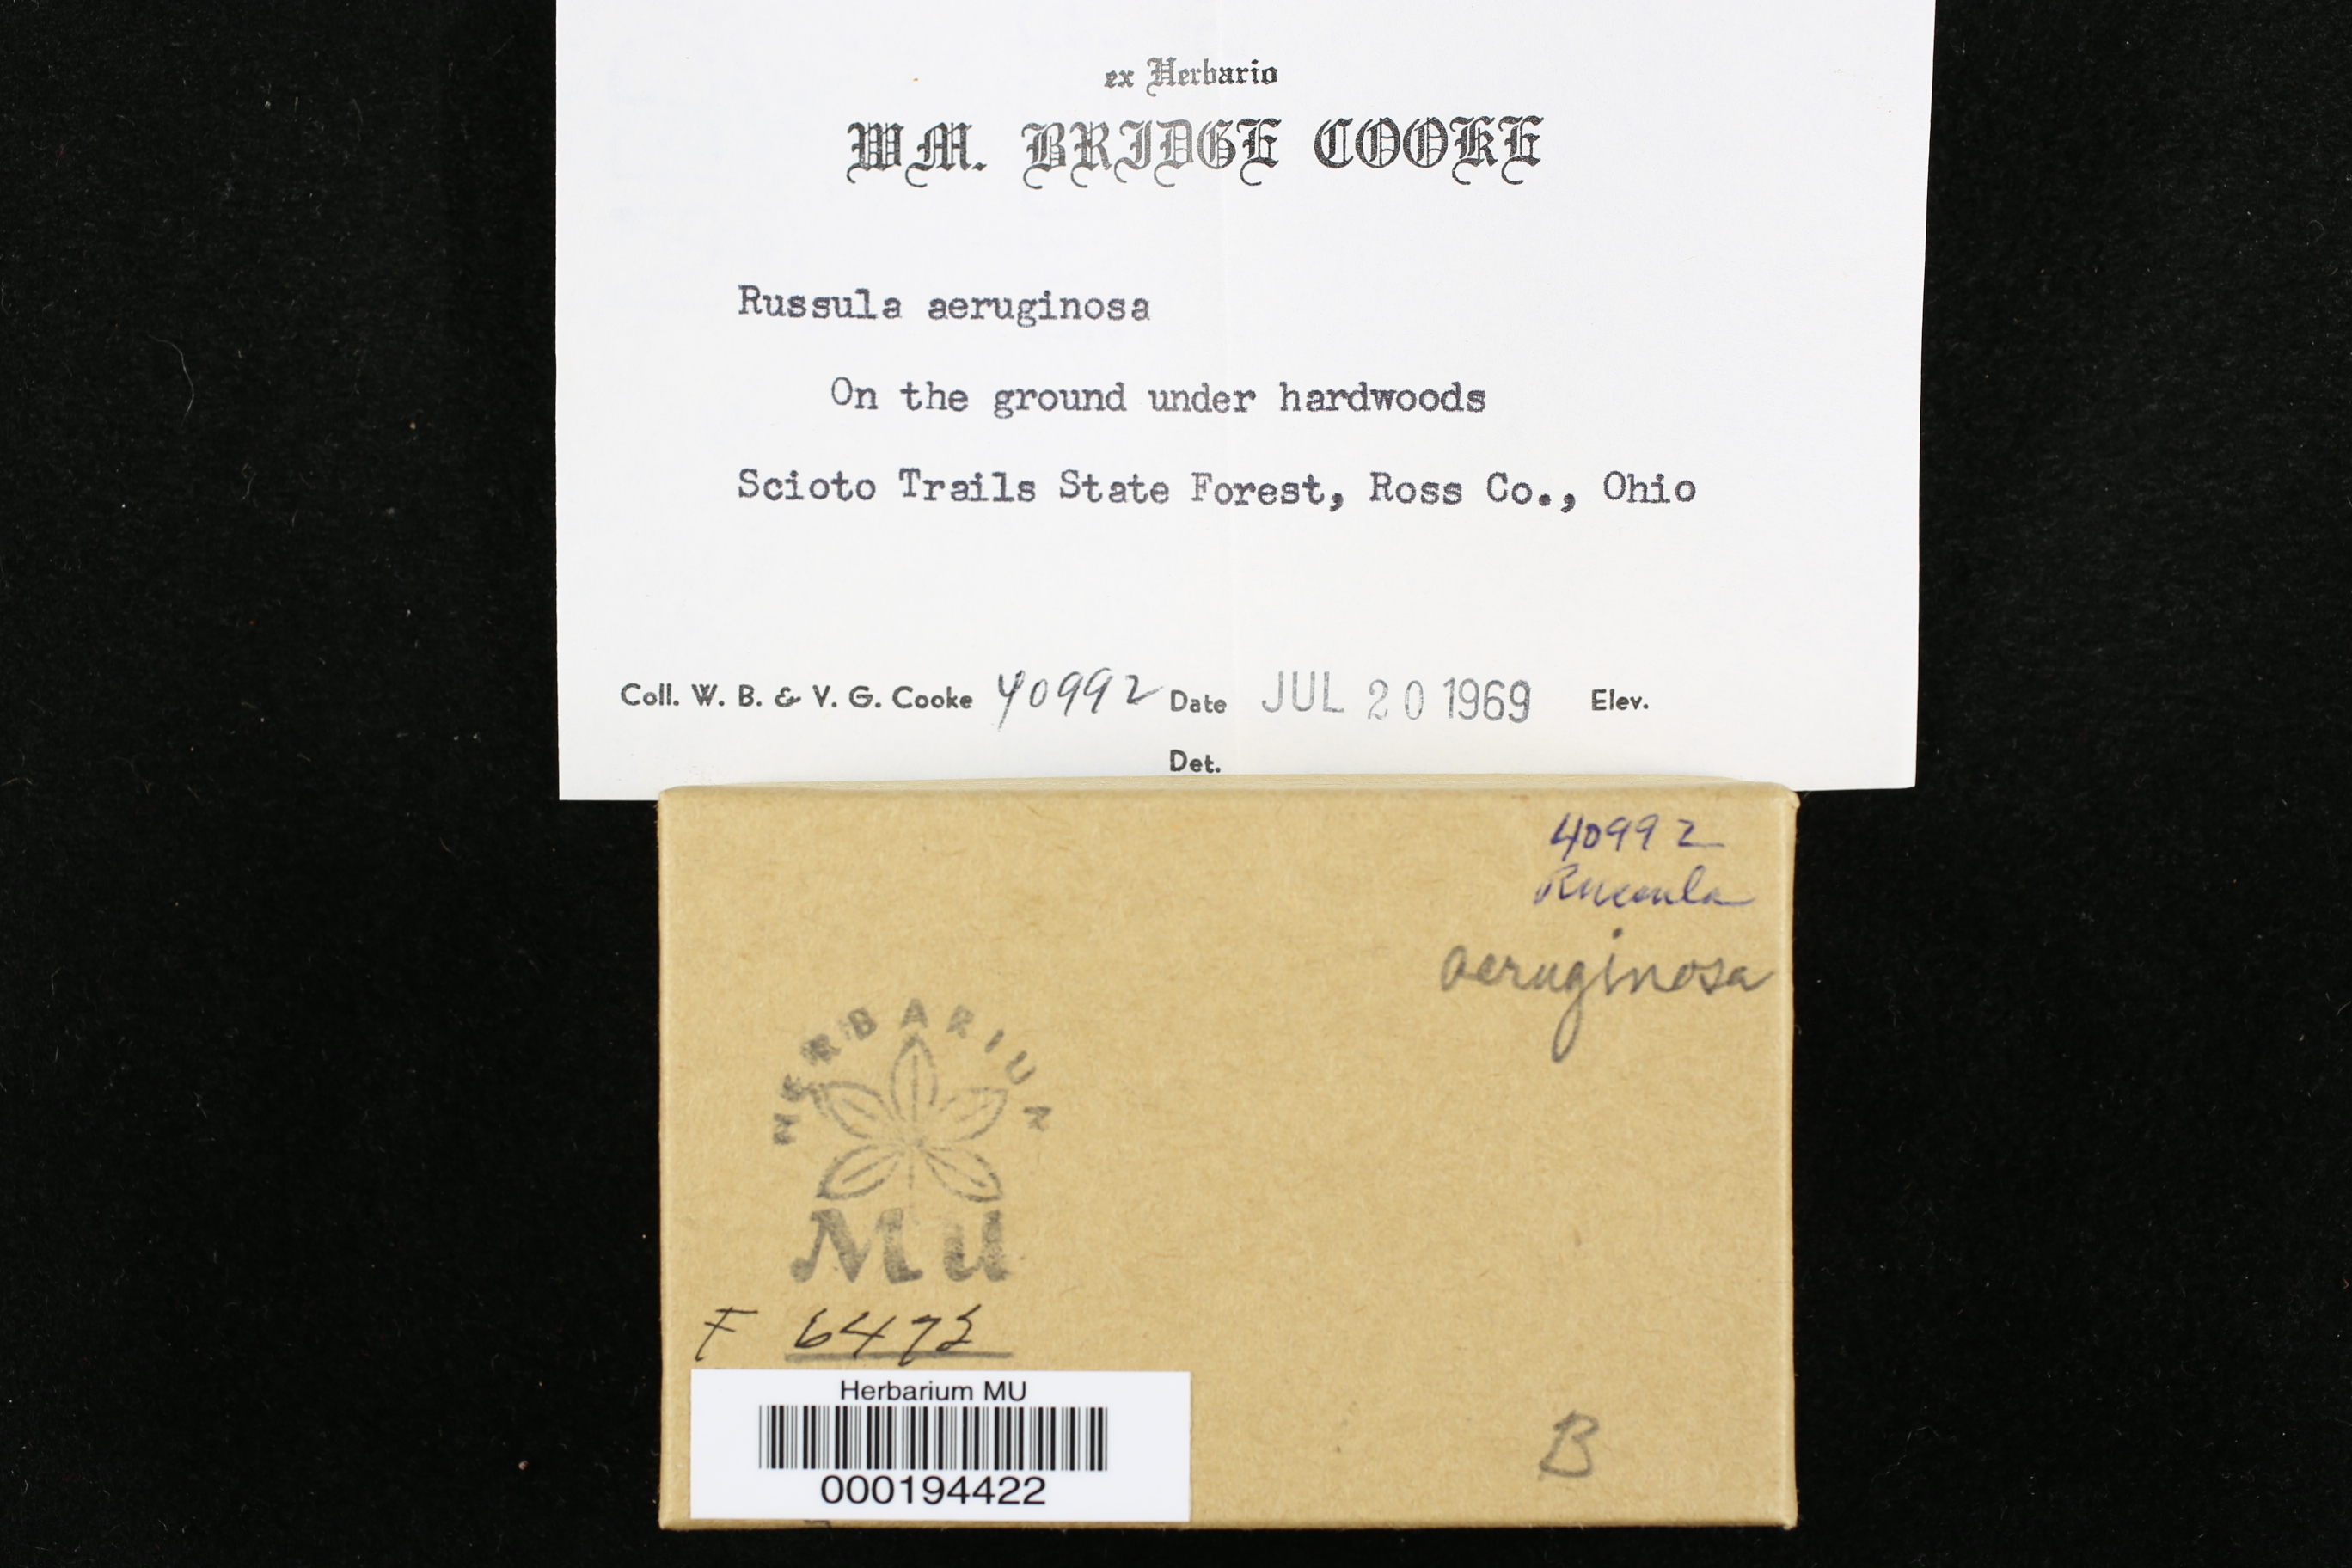 ex Herbario
WM. BRIDGE COOKE
Russula aeruginosa
On the ground under hardwoods
Scioto Trails State Forest, Ross Co., Ohio
Coll. W. B. & V. G. Cooke 40992 Date JUL 20 1969 Elev.
Det.
40992
Russula
aeruginosa
HERBARIUM
MU
F 6473
Herbarium MU
000194422
B